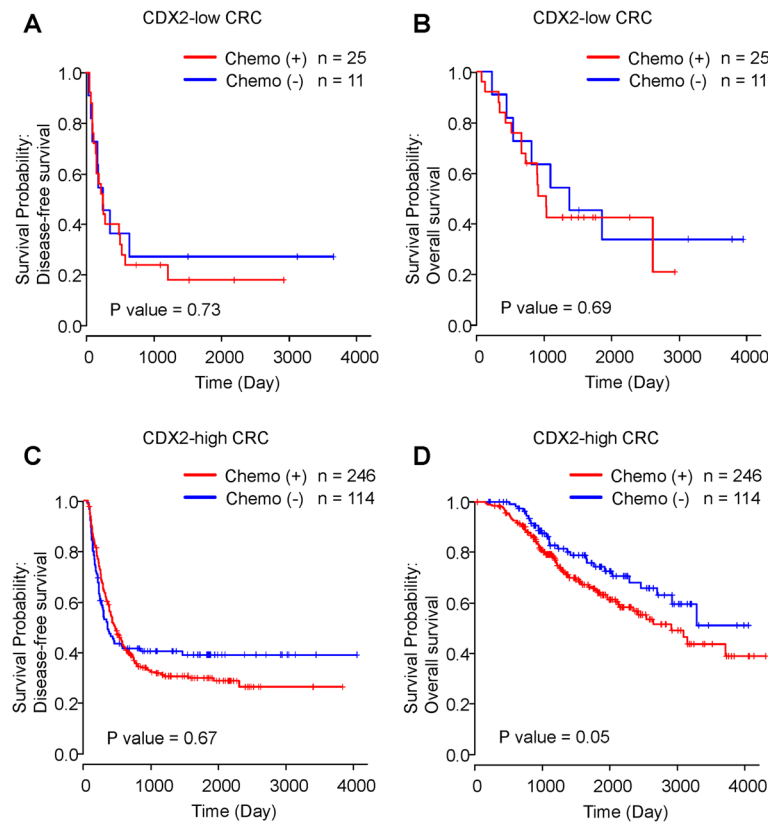 A
CDX2-low CRC
Chemo (+) n = 25
Chemo (-) n = 11
Survival Probability:
Disease-free survival
1.0
0.8
0.6
0.4
0.2
0.0
P value = 0.73
0 1000 2000 3000 4000
Time (Day)
B
CDX2-low CRC
Chemo (+) n = 25
Chemo (-) n = 11
Survival Probability:
Overall survival
1.0
0.8
0.6
0.4
0.2
0.0
P value = 0.69
0 1000 2000 3000 4000
Time (Day)
C
CDX2-high CRC
Chemo (+) n = 246
Chemo (-) n = 114
Survival Probability:
Disease-free survival
1.0
0.8
0.6
0.4
0.2
0.0
P value = 0.67
0 1000 2000 3000 4000
Time (Day)
D
CDX2-high CRC
Chemo (+) n = 246
Chemo (-) n = 114
Survival Probability:
Overall survival
1.0
0.8
0.6
0.4
0.2
0.0
P value = 0.05
0 1000 2000 3000 4000
Time (Day)